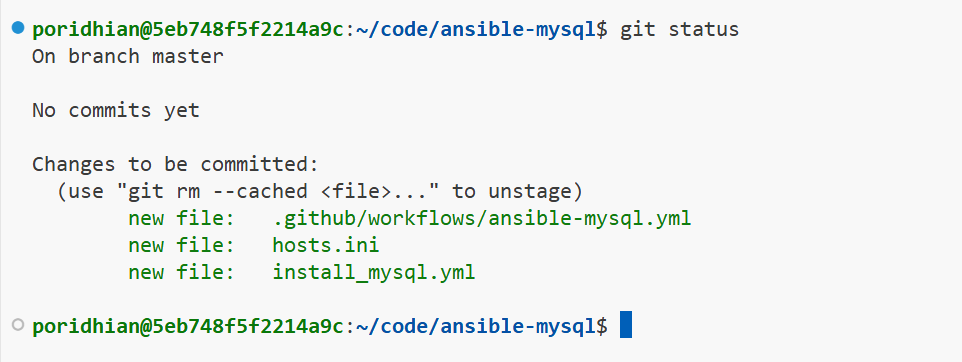 poridhian@5eb748f5f2214a9c:~/code/ansible-mysql$ git status
On branch master
No commits yet
Changes to be committed:
(use "git rm --cached <file>..." to unstage)
new file: .github/workflows/ansible-mysql.yml
new file: hosts.ini
new file: install_mysql.yml
poridhian@5eb748f5f2214a9c:~/code/ansible-mysql$